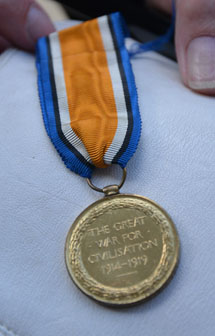 THE GREAT
WAR FOR
CIVILISATION
1914-1919